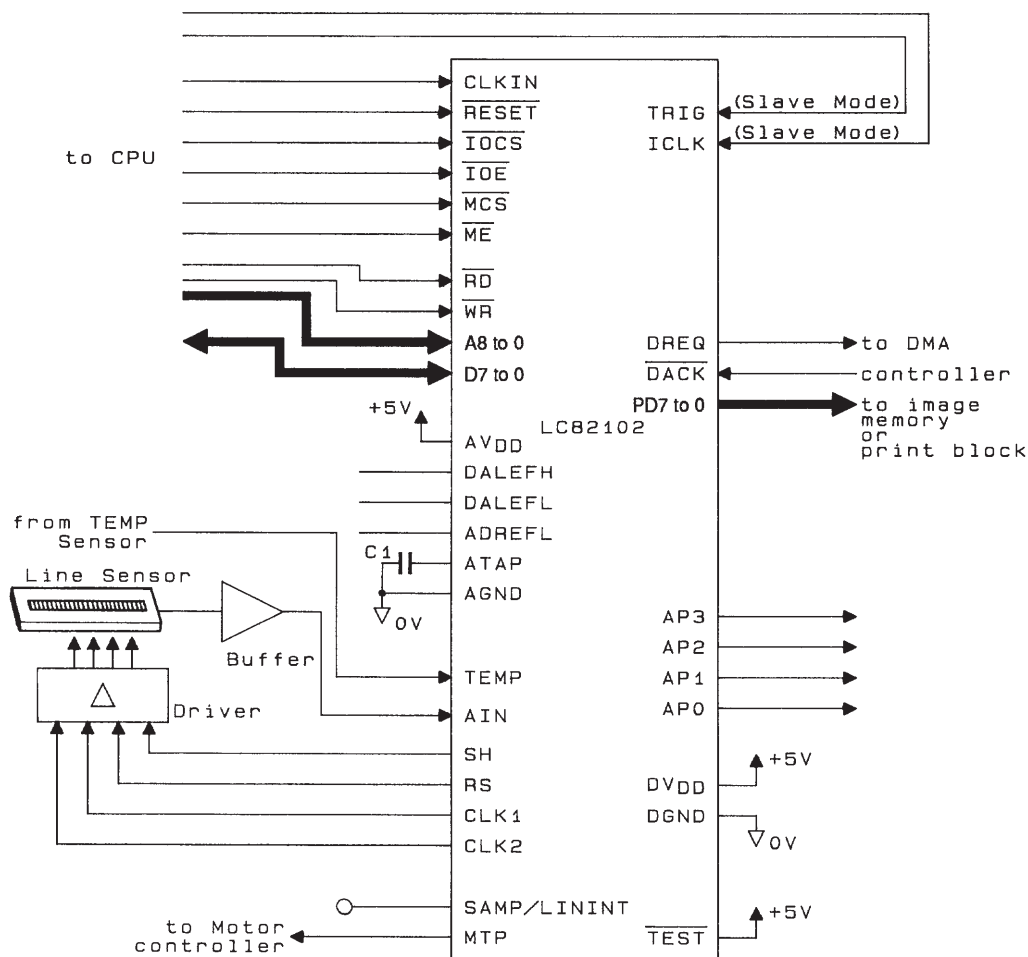 CLKIN
RESET
IOCS
IOE
MCS
ME
to CPU
RD
WR
A8 to 0
D7 to 0
+5V
AVDD
DALEFH
DALEFL
ADREFL
ATAP
AGND
C1
0V
from TEMP
Sensor
Line Sensor
Buffer
Driver
TEMP
AIN
SH
RS
CLK1
CLK2
SAMP/LININT
MTP
to Motor
controller
LC82102
TRIG
(Slave Mode)
ICLK
(Slave Mode)
DREQ
to DMA
DACK
controller
PD7 to 0
to image
memory
or
print block
AP3
AP2
AP1
AP0
DVDD
+5V
DGND
0V
TEST
+5V